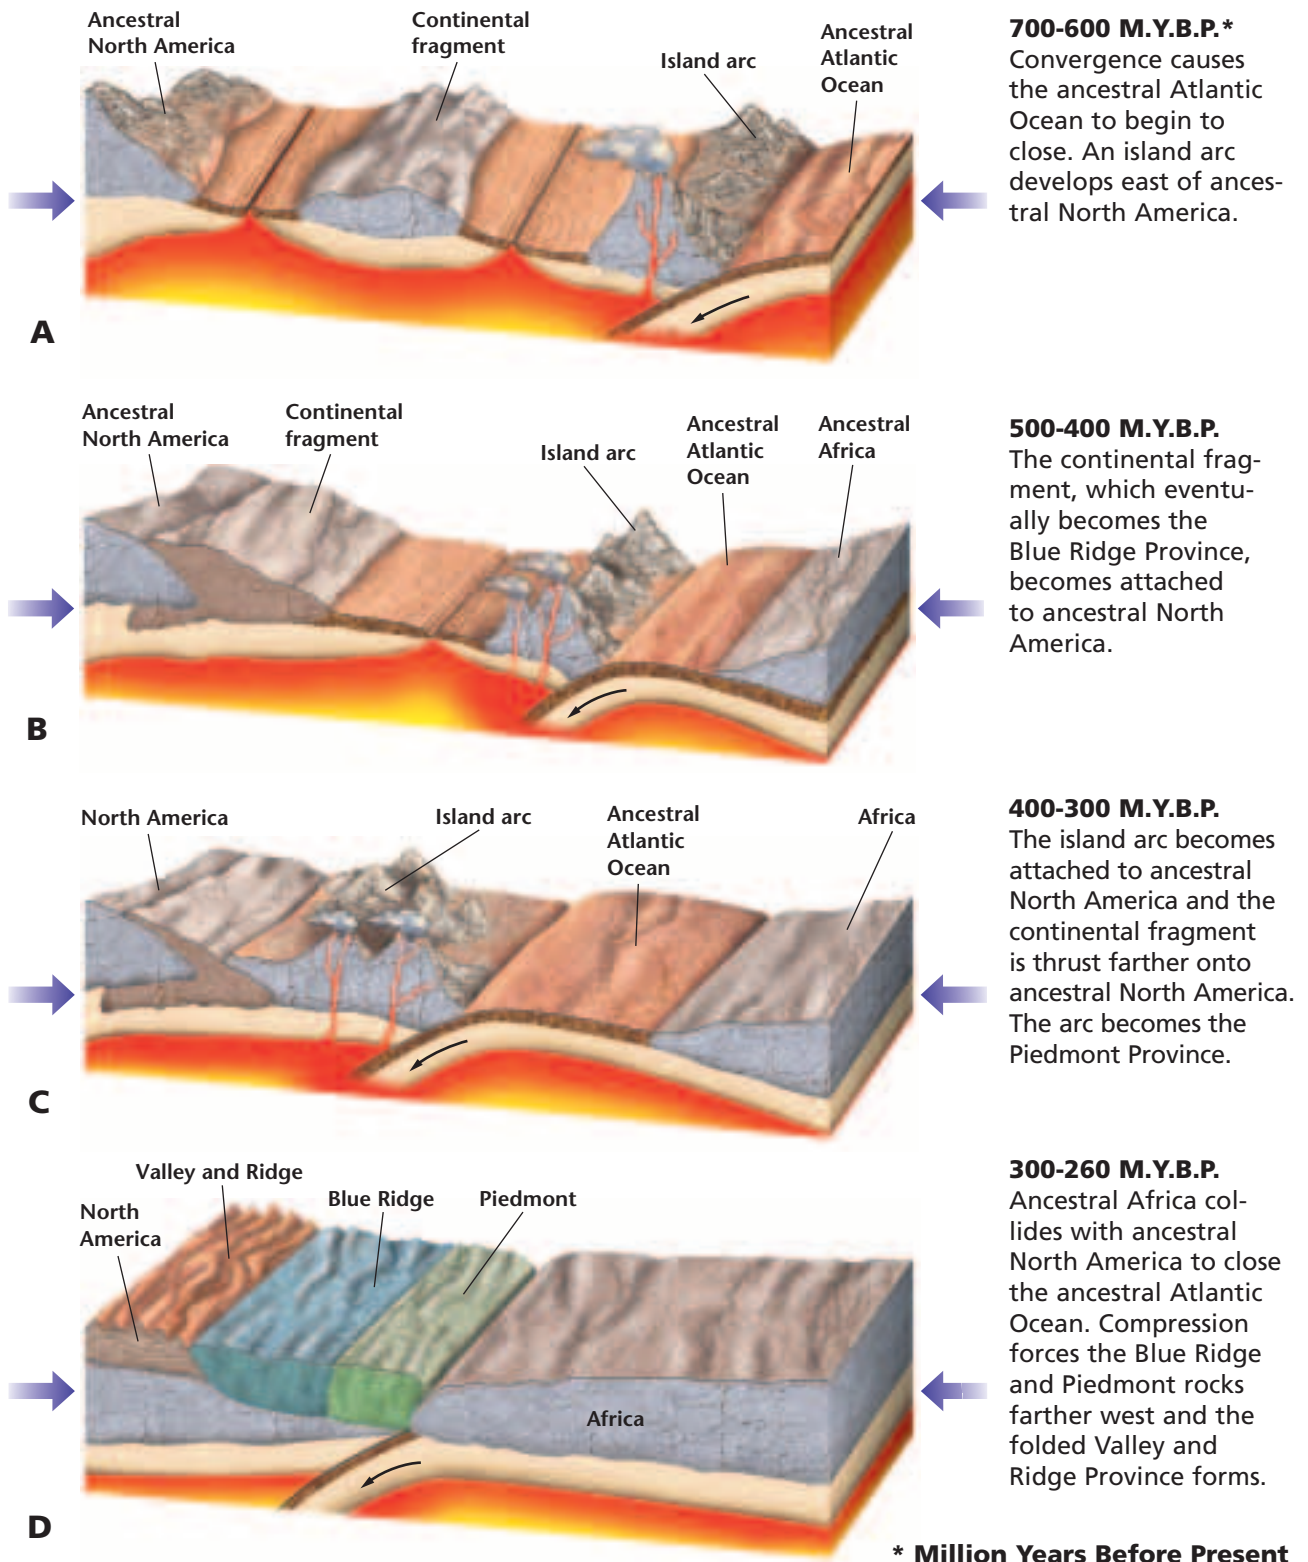 Ancestral
North America
Continental
fragment
Island arc
Ancestral
Atlantic
Ocean
700-600 M.Y.B.P.*
Convergence causes
the ancestral Atlantic
Ocean to begin to
close. An island arc
develops east of ances-
tral North America.
A
Ancestral
North America
Continental
fragment
Island arc
Ancestral
Atlantic
Ocean
Ancestral
Africa
500-400 M.Y.B.P.
The continental frag-
ment, which eventu-
ally becomes the
Blue Ridge Province,
becomes attached
to ancestral North
America.
B
North America
Island arc
Ancestral
Atlantic
Ocean
Africa
400-300 M.Y.B.P.
The island arc becomes
attached to ancestral
North America and the
continental fragment
is thrust farther onto
ancestral North America.
The arc becomes the
Piedmont Province.
C
Valley and Ridge
North
America
Blue Ridge
Piedmont
Africa
300-260 M.Y.B.P.
Ancestral Africa col-
lides with ancestral
North America to close
the ancestral Atlantic
Ocean. Compression
forces the Blue Ridge
and Piedmont rocks
farther west and the
folded Valley and
Ridge Province forms.
D
* Million Years Before Present